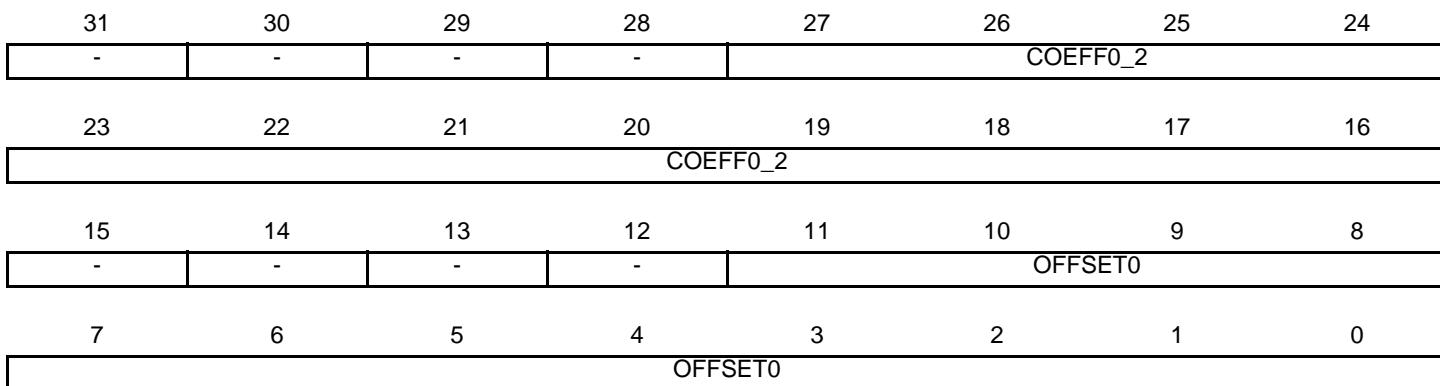 31 30 29 28 27 26 25 24
- - - - COEFF0_2
23 22 21 20 19 18 17 16
COEFF0_2
15 14 13 12 11 10 9 8
- - - - OFFSET0
7 6 5 4 3 2 1 0
OFFSET0